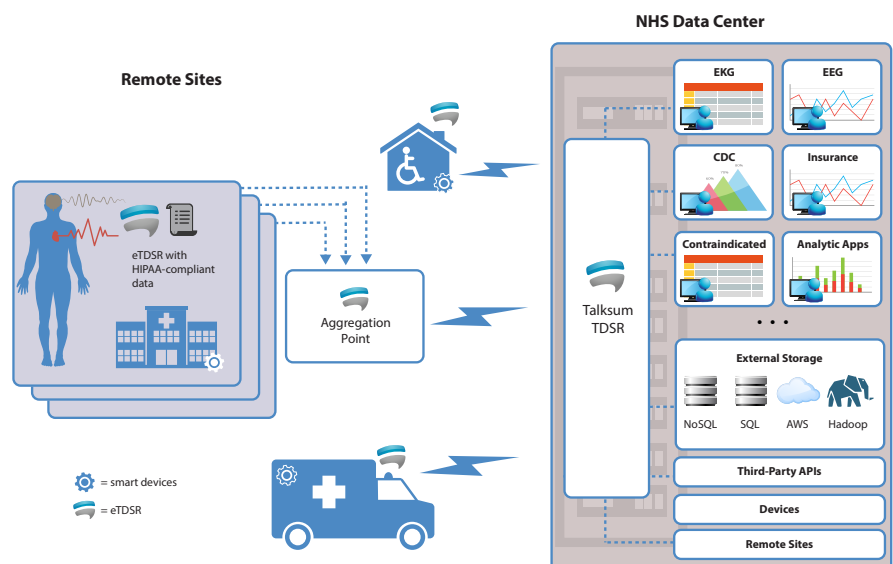 NHS Data Center
Remote Sites
eTDSR with
HIPAA-compliant
data
Aggregation
Point
= smart devices
= eTDSR
Talksum
TDSR
EKG
EEG
CDC
Insurance
Contraindicated
Analytic Apps
...
External Storage
NoSQL
SQL
AWS
Hadoop
Third-Party APIs
Devices
Remote Sites